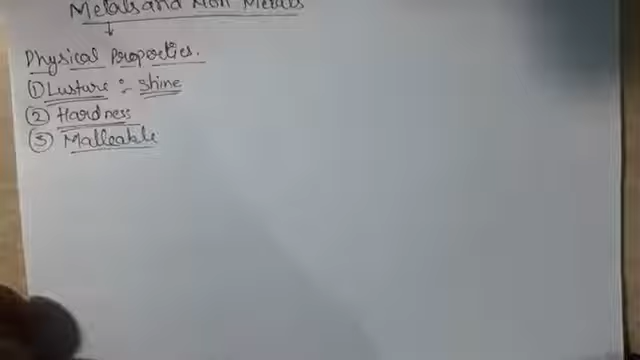 Metals and Non Metals
Physical Properties.
① Lusture :- Shine
② Hardness
③ Malleable